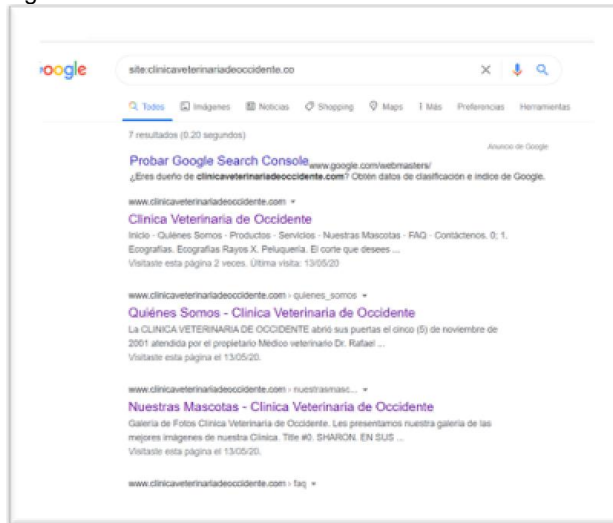 oogle
site:clinicaveterinariadeoccidente.co
Todos Imágenes Noticias Shopping Maps Más Preferencias Herramientas
7 resultados (0.20 segundos)
Anuncio de Google
Probar Google Search Console www.google.com/webmasters/
¿Eres dueño de clinicaveterinariadeoccidente.com? Obtén datos de clasificación e índice de Google.
www.clinicaveterinariadeoccidente.com
Clinica Veterinaria de Occidente
Inicio · Quiénes Somos · Productos · Servicios · Nuestras Mascotas · FAQ · Contáctenos. 0; 1.
Ecografías. Ecografías Rayos X. Peluquería. El corte que desees ...
Visitaste esta página 2 veces. Última visita: 13/05/20
www.clinicaveterinariadeoccidente.com › quienes_somos
Quiénes Somos - Clinica Veterinaria de Occidente
La CLINICA VETERINARIA DE OCCIDENTE abrió sus puertas el cinco (5) de noviembre de
2001 atendida por el propietario Médico veterinario Dr. Rafael ...
Visitaste esta página el 13/05/20.
www.clinicaveterinariadeoccidente.com › nuestrasmasc...
Nuestras Mascotas - Clinica Veterinaria de Occidente
Galería de Fotos Clinica Veterinaria de Occidente. Les presentamos nuestra galería de las
mejores imágenes de nuestra Clínica. Title #0. SHARON. EN SUS ...
Visitaste esta página el 13/05/20.
www.clinicaveterinariadeoccidente.com › faq